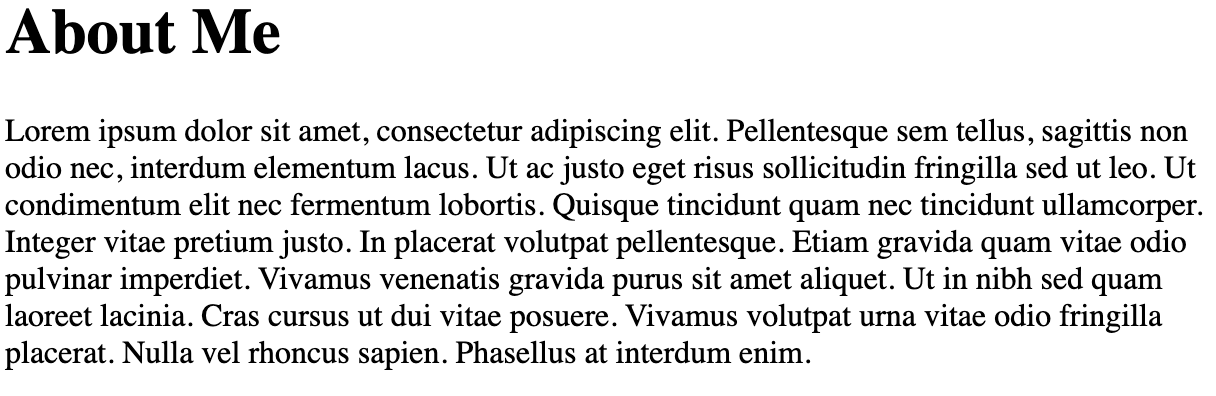 About Me
Lorem ipsum dolor sit amet, consectetur adipiscing elit. Pellentesque sem tellus, sagittis non
odio nec, interdum elementum lacus. Ut ac justo eget risus sollicitudin fringilla sed ut leo. Ut
condimentum elit nec fermentum lobortis. Quisque tincidunt quam nec tincidunt ullamcorper.
Integer vitae pretium justo. In placerat volutpat pellentesque. Etiam gravida quam vitae odio
pulvinar imperdiet. Vivamus venenatis gravida purus sit amet aliquet. Ut in nibh sed quam
laoreet lacinia. Cras cursus ut dui vitae posuere. Vivamus volutpat urna vitae odio fringilla
placerat. Nulla vel rhoncus sapien. Phasellus at interdum enim.